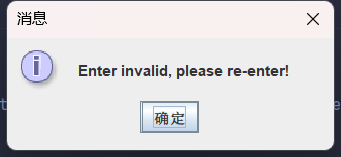 消息
Enter invalid, please re-enter!
确定